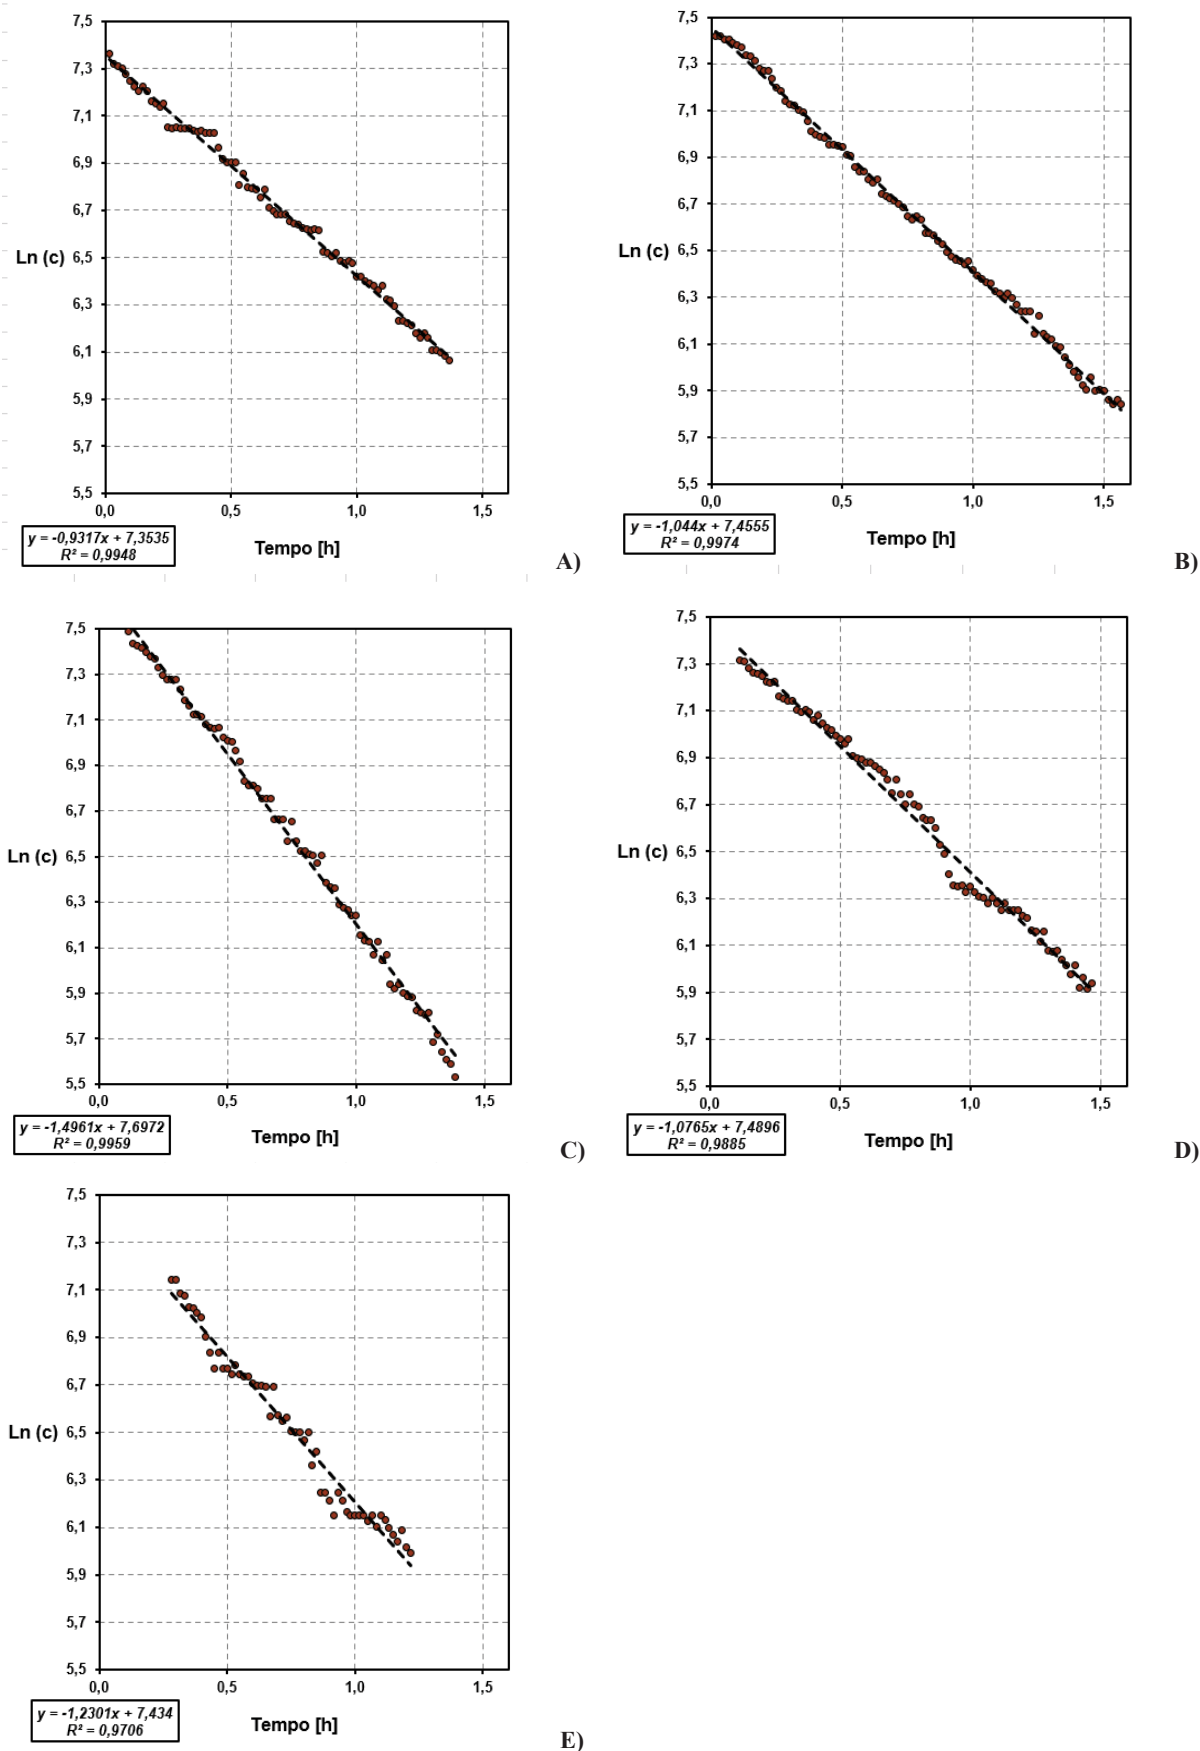 7,5
7,3
7,1
6,9
6,7
6,5
6,3
6,1
5,9
5,7
5,5
Ln (c)
0,0 0,5 1,0 1,5
Tempo [h]
y = -0,9317x + 7,3535
R² = 0,9948
A)
7,5
7,3
7,1
6,9
6,7
6,5
6,3
6,1
5,9
5,7
5,5
Ln (c)
0,0 0,5 1,0 1,5
Tempo [h]
y = -1,044x + 7,4555
R² = 0,9974
B)
7,5
7,3
7,1
6,9
6,7
6,5
6,3
6,1
5,9
5,7
5,5
Ln (c)
0,0 0,5 1,0 1,5
Tempo [h]
y = -1,4961x + 7,6972
R² = 0,9959
C)
7,5
7,3
7,1
6,9
6,7
6,5
6,3
6,1
5,9
5,7
5,5
Ln (c)
0,0 0,5 1,0 1,5
Tempo [h]
y = -1,0765x + 7,4896
R² = 0,9885
D)
7,5
7,3
7,1
6,9
6,7
6,5
6,3
6,1
5,9
5,7
5,5
Ln (c)
0,0 0,5 1,0 1,5
Tempo [h]
y = -1,2301x + 7,434
R² = 0,9706
E)